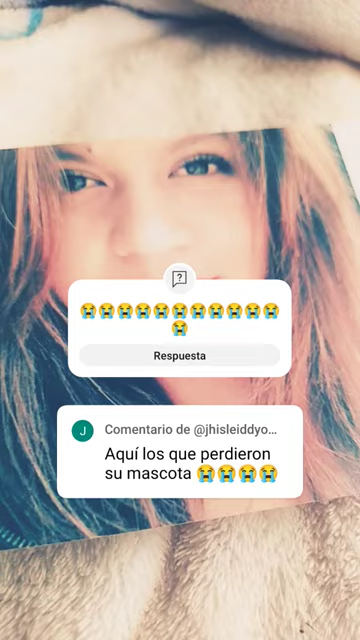 😭😭😭😭😭😭😭😭😭😭😭
😭
Respuesta
J
Comentario de @jhisleiddyo...
Aquí los que perdieron
su mascota 😭😭😭😭